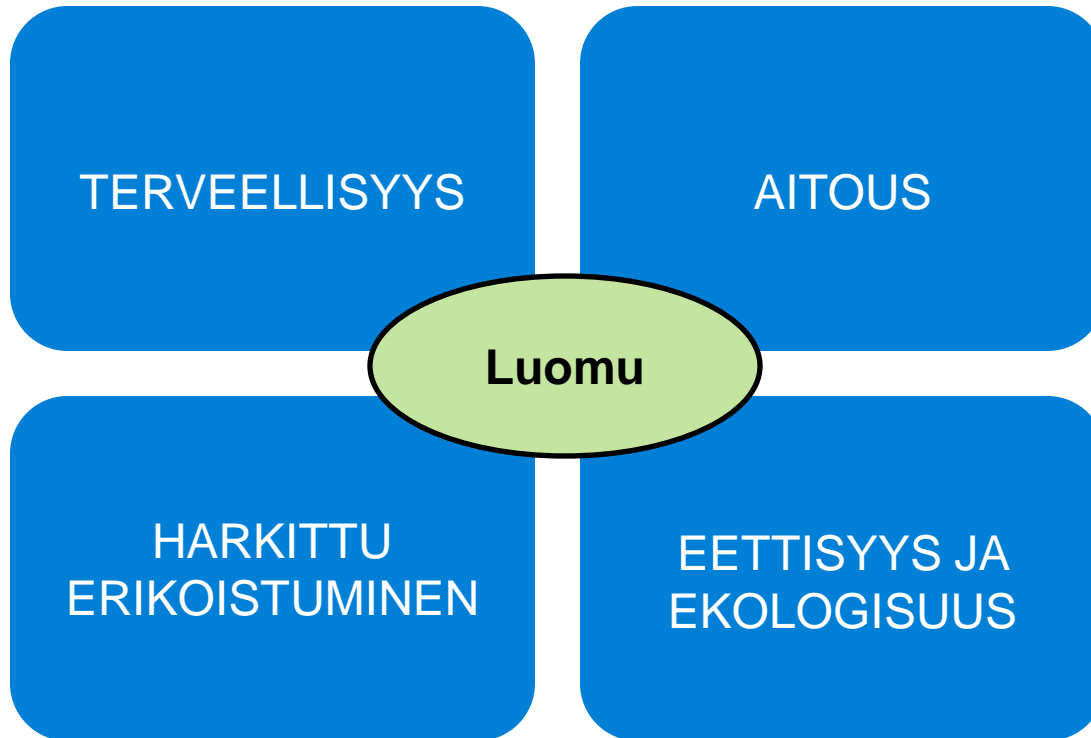 TERVEELLISYYS
AITOUS
Luomu
HARKITTU
ERIKOISTUMINEN
EETTISYYS JA
EKOLOGISUUS